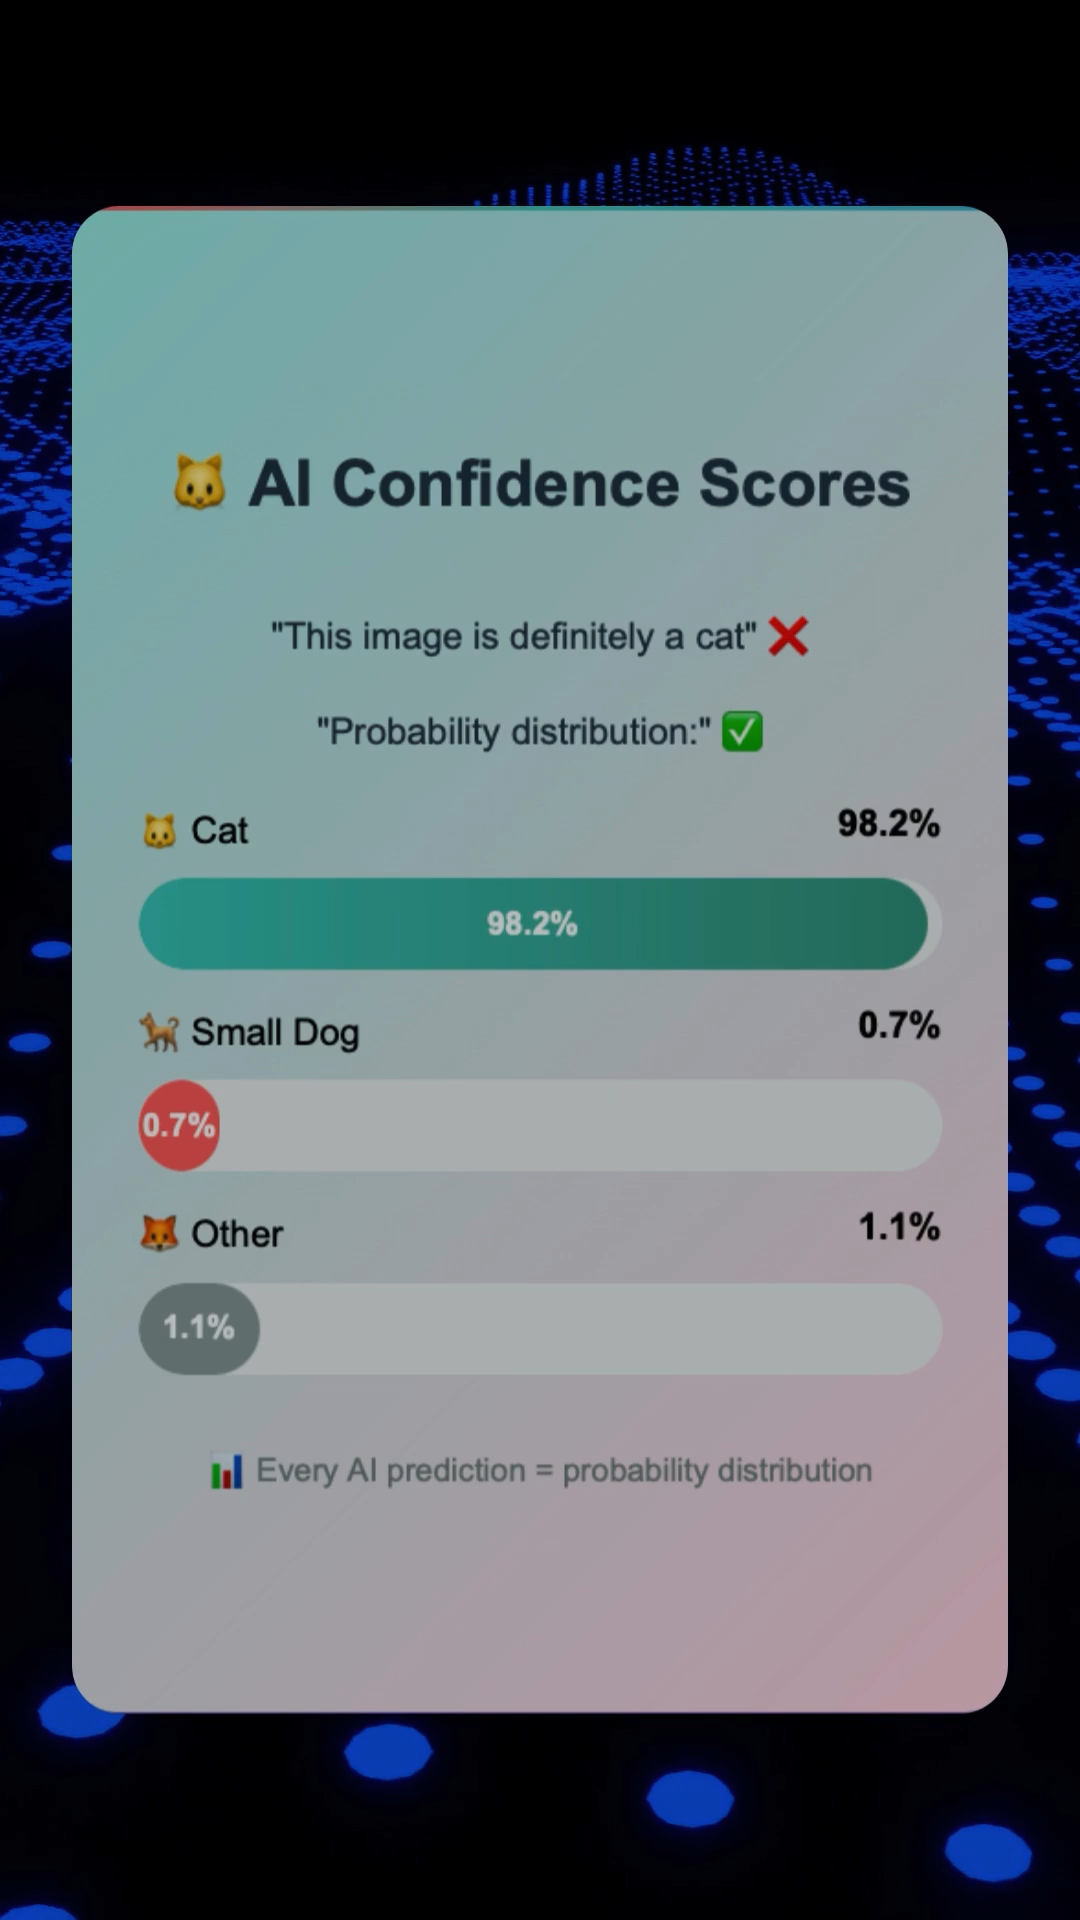 🐱 AI Confidence Scores
"This image is definitely a cat" ❌
"Probability distribution:" ✅
🐱 Cat 98.2%
98.2%
🐕 Small Dog 0.7%
0.7%
🦊 Other 1.1%
1.1%
📊 Every AI prediction = probability distribution